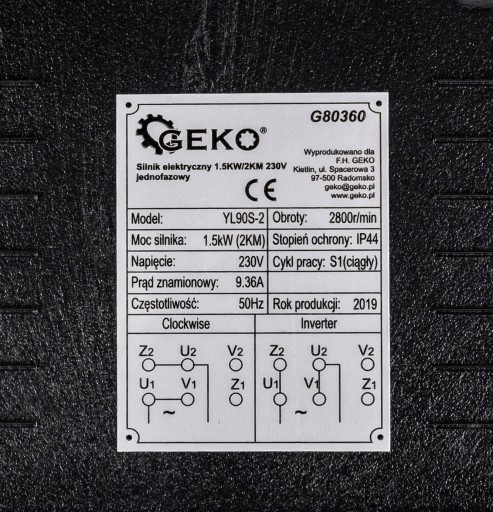 G80360
GEKO®
Silnik elektryczny 1.5KW/2KM 230V
jednofazowy
CE
Wyprodukowano dla
F.H. GEKO
Kietlin, ul. Spacerowa 3
97-500 Radomsko
geko@geko.pl
www.geko.pl
Model: YL90S-2 Obroty: 2800r/min
Moc silnika: 1.5kW (2KM) Stopień ochrony: IP44
Napięcie: 230V Cykl pracy: S1(ciągły)
Prąd znamionowy: 9.36A
Częstotliwość: 50Hz Rok produkcji: 2019
Clockwise Inverter
Z2 U2 V2 Z2 U2 V2
U1 V1 Z1 U1 V1 Z1
~ ~